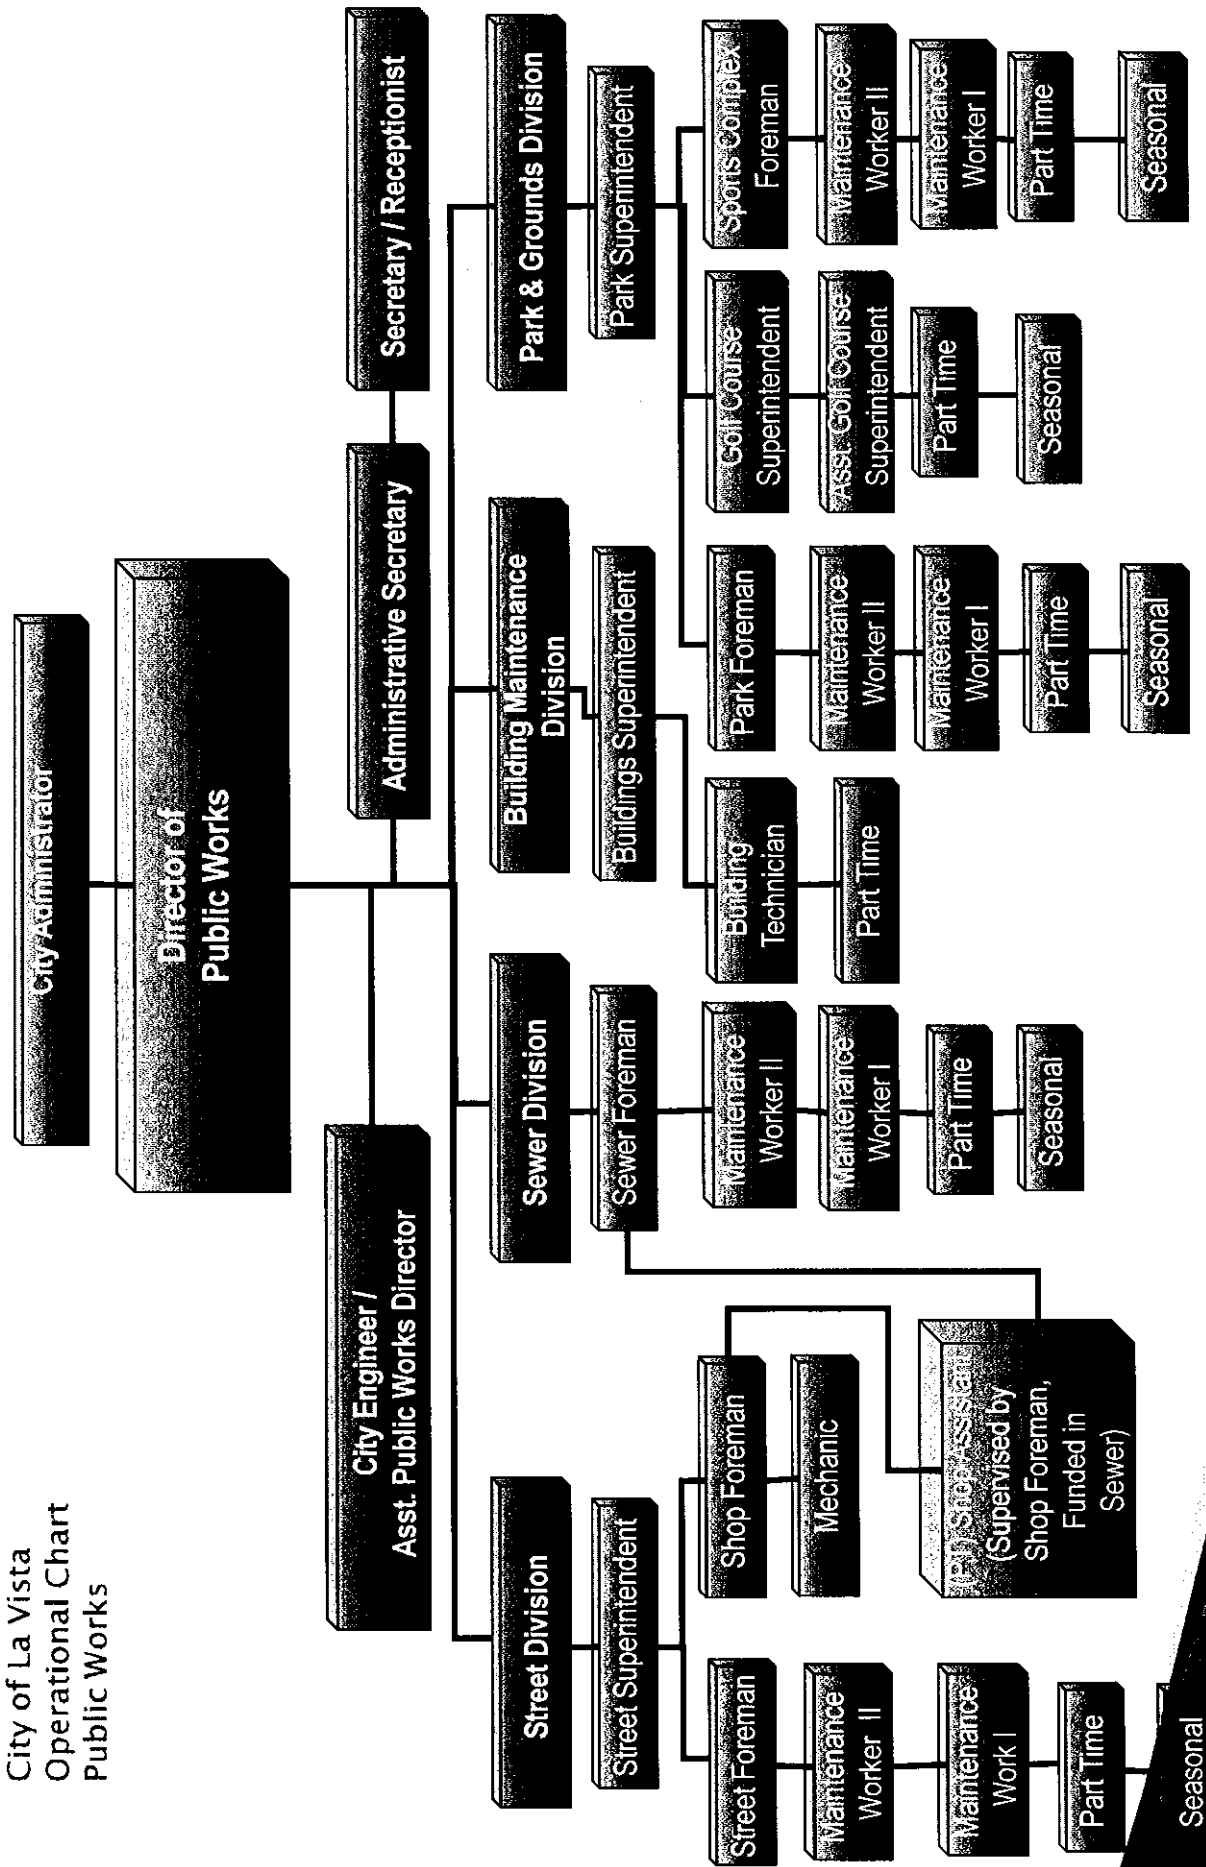 City of La Vista
Operational Chart
Public Works
City Administrator
Director of
Public Works
City Engineer /
Asst. Public Works Director
Administrative Secretary
Secretary / Receptionist
Street Division
Street Superintendent
Street Foreman
Maintenance
Worker II
Maintenance
Work I
Part Time
Seasonal
Shop Foreman
Mechanic
(PT) Shop Assistant
(Supervised by
Shop Foreman,
Funded in
Sewer)
Sewer Division
Sewer Foreman
Maintenance
Worker II
Maintenance
Worker I
Part Time
Seasonal
Building Maintenance
Division
Buildings Superintendent
Building
Technician
Part Time
Park & Grounds Division
Park Superintendent
Park Foreman
Maintenance
Worker II
Maintenance
Worker I
Part Time
Seasonal
Golf Course
Superintendent
Asst. Golf Course
Superintendent
Part Time
Seasonal
Sports Complex
Foreman
Maintenance
Worker II
Maintenance
Worker I
Part Time
Seasonal